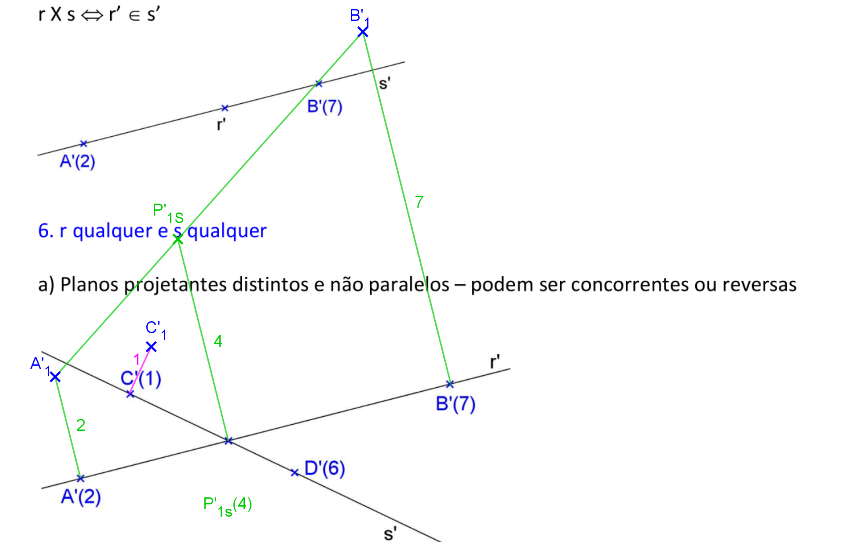 r X s ⇔ r' ∈ s'
B'1
s'
B'(7)
r'
A'(2)
7
P'1S
6. r qualquer e s qualquer
a) Planos projetantes distintos e não paralelos – podem ser concorrentes ou reversas
C'1
4
A'1
1
C'(1)
r'
B'(7)
2
D'(6)
A'(2)
P'1s(4)
s'